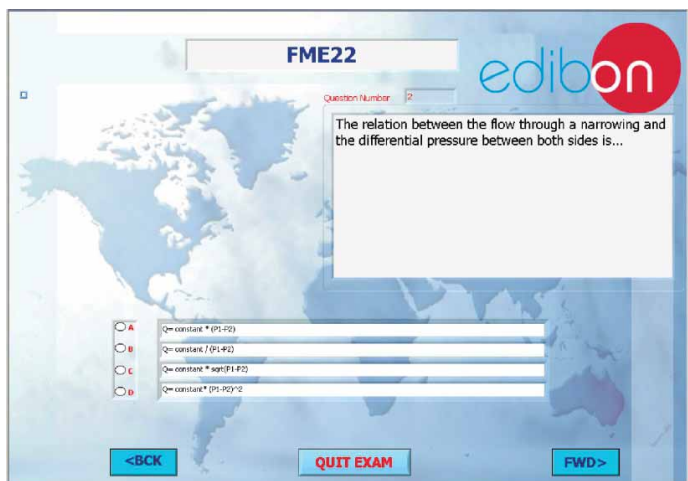 FME22
edibon
Question Number 2
The relation between the flow through a narrowing and
the differential pressure between both sides is...
A Q= constant * (P1-P2)
B Q= constant / (P1-P2)
C Q= constant * sqrt(P1-P2)
D Q= constant* (P1-P2)^2
<BCK
QUIT EXAM
FWD>